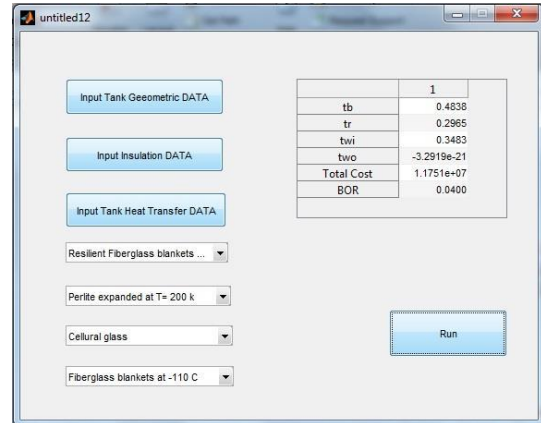 untitled12
Input Tank Geeometric DATA
Input Insulation DATA
Input Tank Heat Transfer DATA
Resilient Fiberglass blankets ...
Perlite expanded at T= 200 k
Cellural glass
Fiberglass blankets at -110 C
1
tb 0.4838
tr 0.2965
twi 0.3483
two -3.2919e-21
Total Cost 1.1751e+07
BOR 0.0400
Run